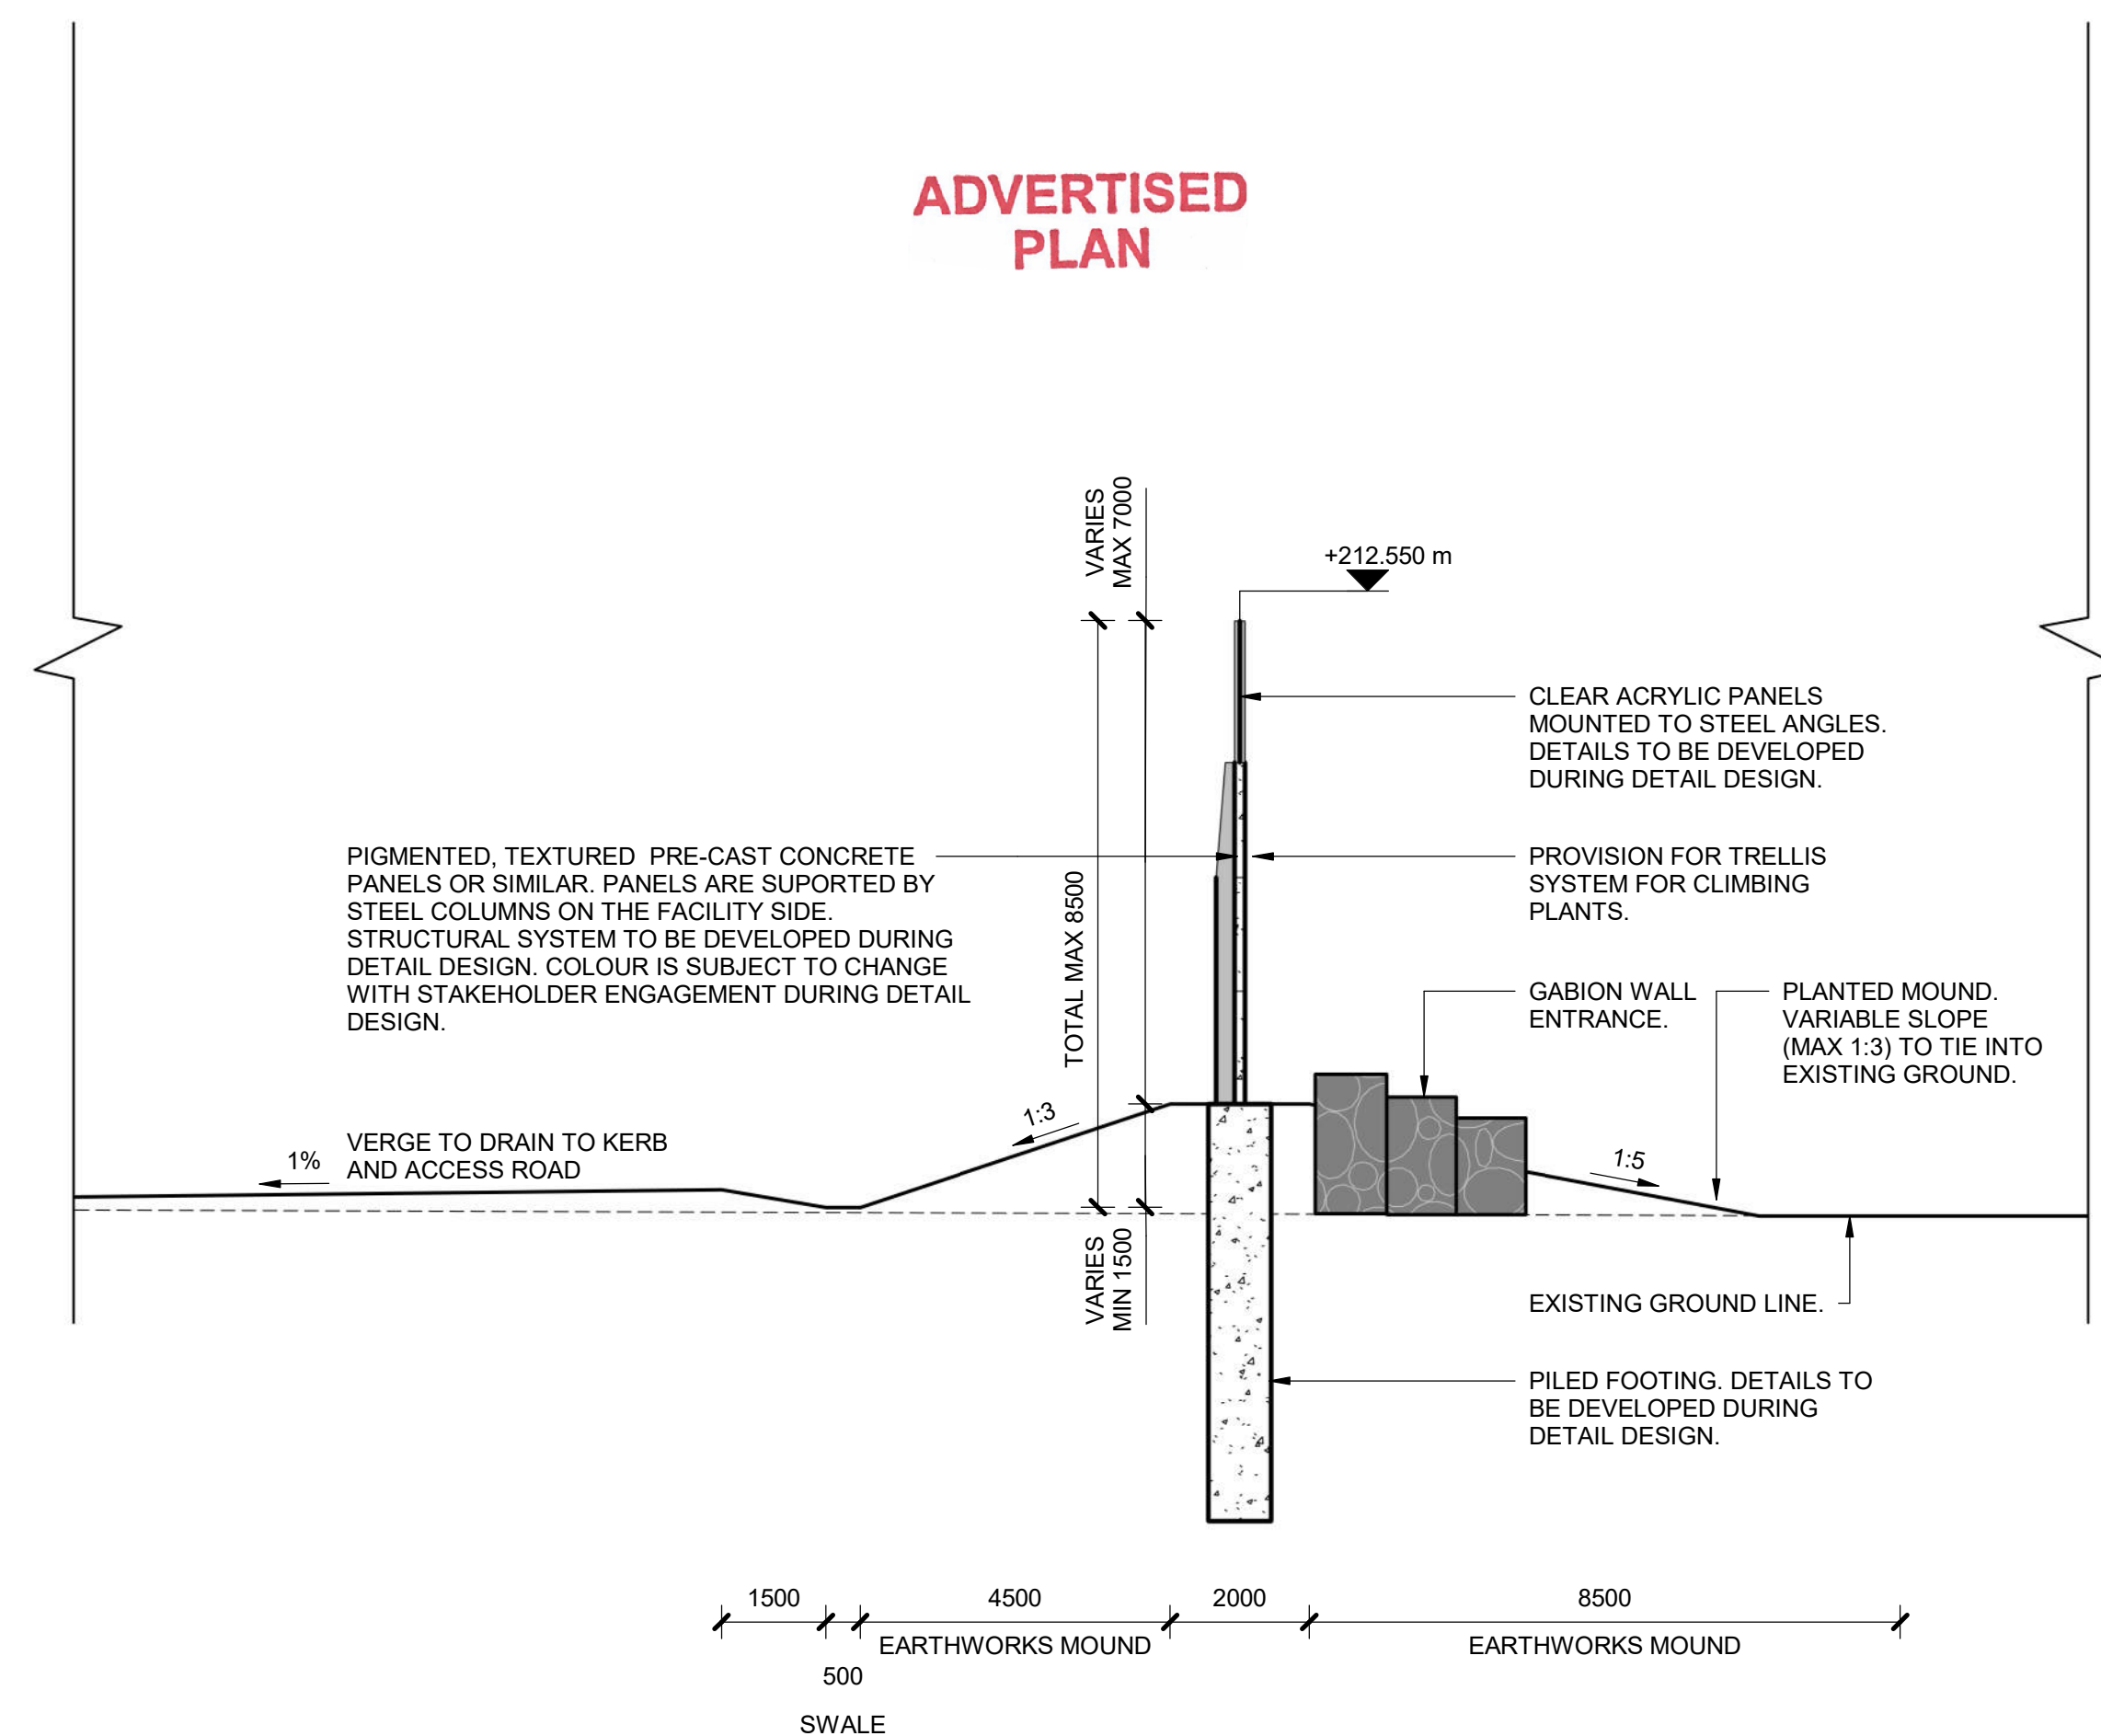 ADVERTISED
PLAN
VARIES
MAX 7000
+212.550 m
CLEAR ACRYLIC PANELS
MOUNTED TO STEEL ANGLES.
DETAILS TO BE DEVELOPED
DURING DETAIL DESIGN.
PIGMENTED, TEXTURED PRE-CAST CONCRETE
PANELS OR SIMILAR. PANELS ARE SUPORTED BY
STEEL COLUMNS ON THE FACILITY SIDE.
STRUCTURAL SYSTEM TO BE DEVELOPED DURING
DETAIL DESIGN. COLOUR IS SUBJECT TO CHANGE
WITH STAKEHOLDER ENGAGEMENT DURING DETAIL
DESIGN.
TOTAL MAX 8500
PROVISION FOR TRELLIS
SYSTEM FOR CLIMBING
PLANTS.
GABION WALL
ENTRANCE.
PLANTED MOUND.
VARIABLE SLOPE
(MAX 1:3) TO TIE INTO
EXISTING GROUND.
1%
VERGE TO DRAIN TO KERB
AND ACCESS ROAD
1:3
1:5
VARIES
MIN 1500
EXISTING GROUND LINE.
PILED FOOTING. DETAILS TO
BE DEVELOPED DURING
DETAIL DESIGN.
1500
4500
2000
8500
EARTHWORKS MOUND
EARTHWORKS MOUND
500
SWALE